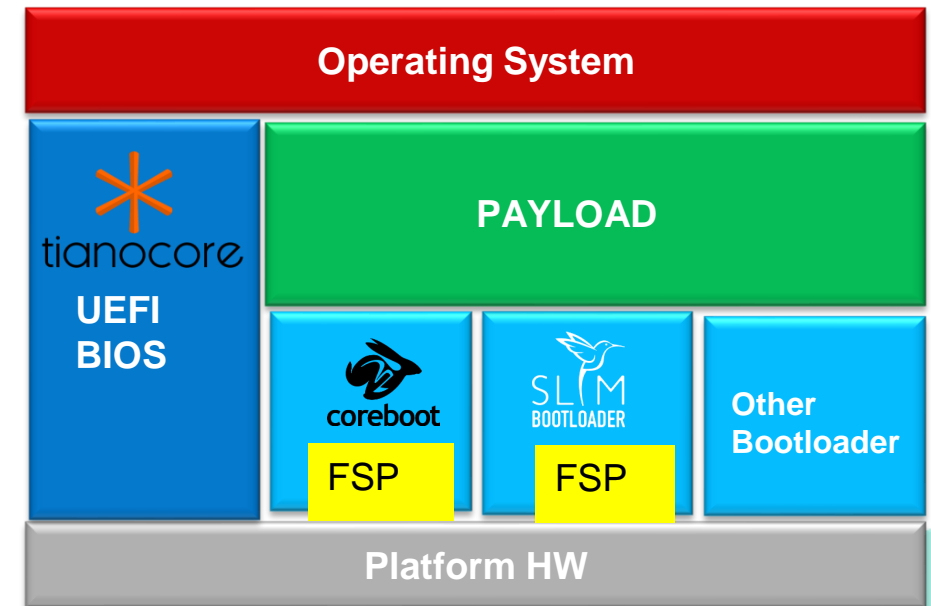 Operating System
tianocore
UEFI
BIOS
PAYLOAD
coreboot
FSP
SLIM
BOOTLOADER
FSP
Other
Bootloader
Platform HW